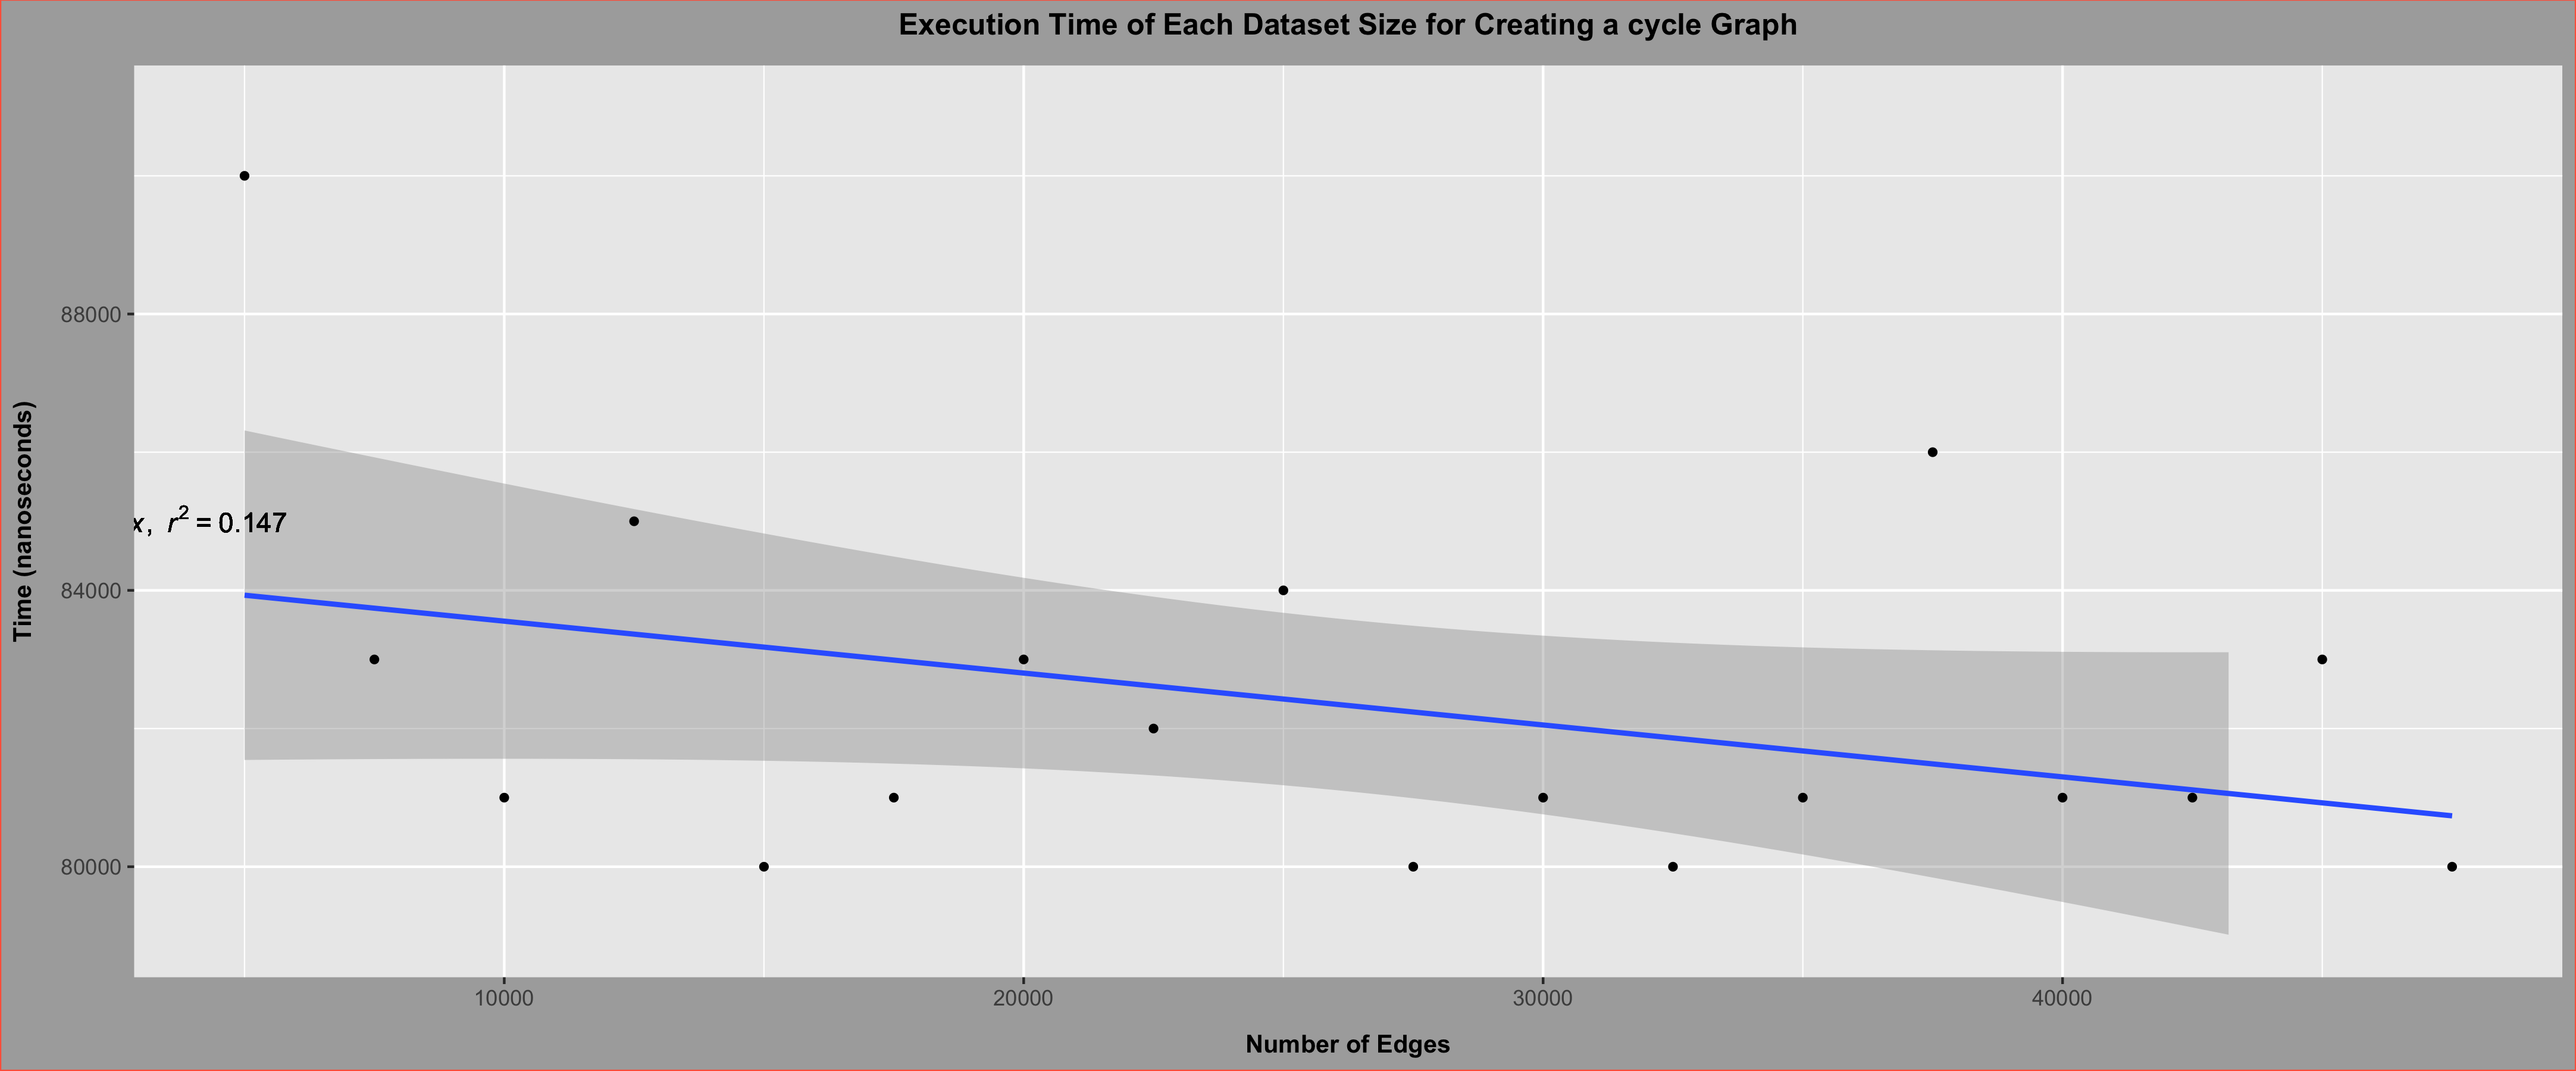 Execution Time of Each Dataset Size for Creating a cycle Graph
Time (nanoseconds)
88000
84000
80000
x, r² = 0.147
10000 20000 30000 40000
Number of Edges